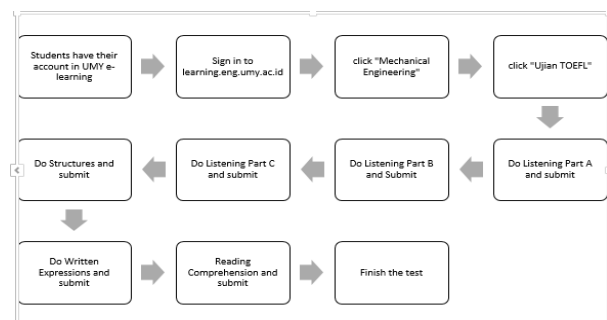 Students have their
account in UMY e-
learning
Sign in to
learning.eng.umy.ac.id
click "Mechanical
Engineering"
click "Ujian TOEFL"
Do Listening Part A
and submit
Do Listening Part B
and Submit
Do Listening Part C
and submit
Do Structures and
submit
Do Written
Expressions and
submit
Reading
Comprehension and
submit
Finish the test